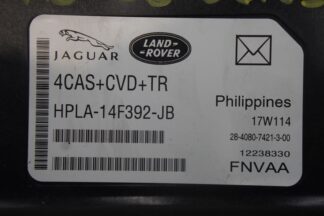 JAGUAR
LAND-
ROVER
4CAS+CVD+TR
HPLA-14F392-JB
Philippines
17W114
28-4080-7421-3-00
12238330
FNVAA